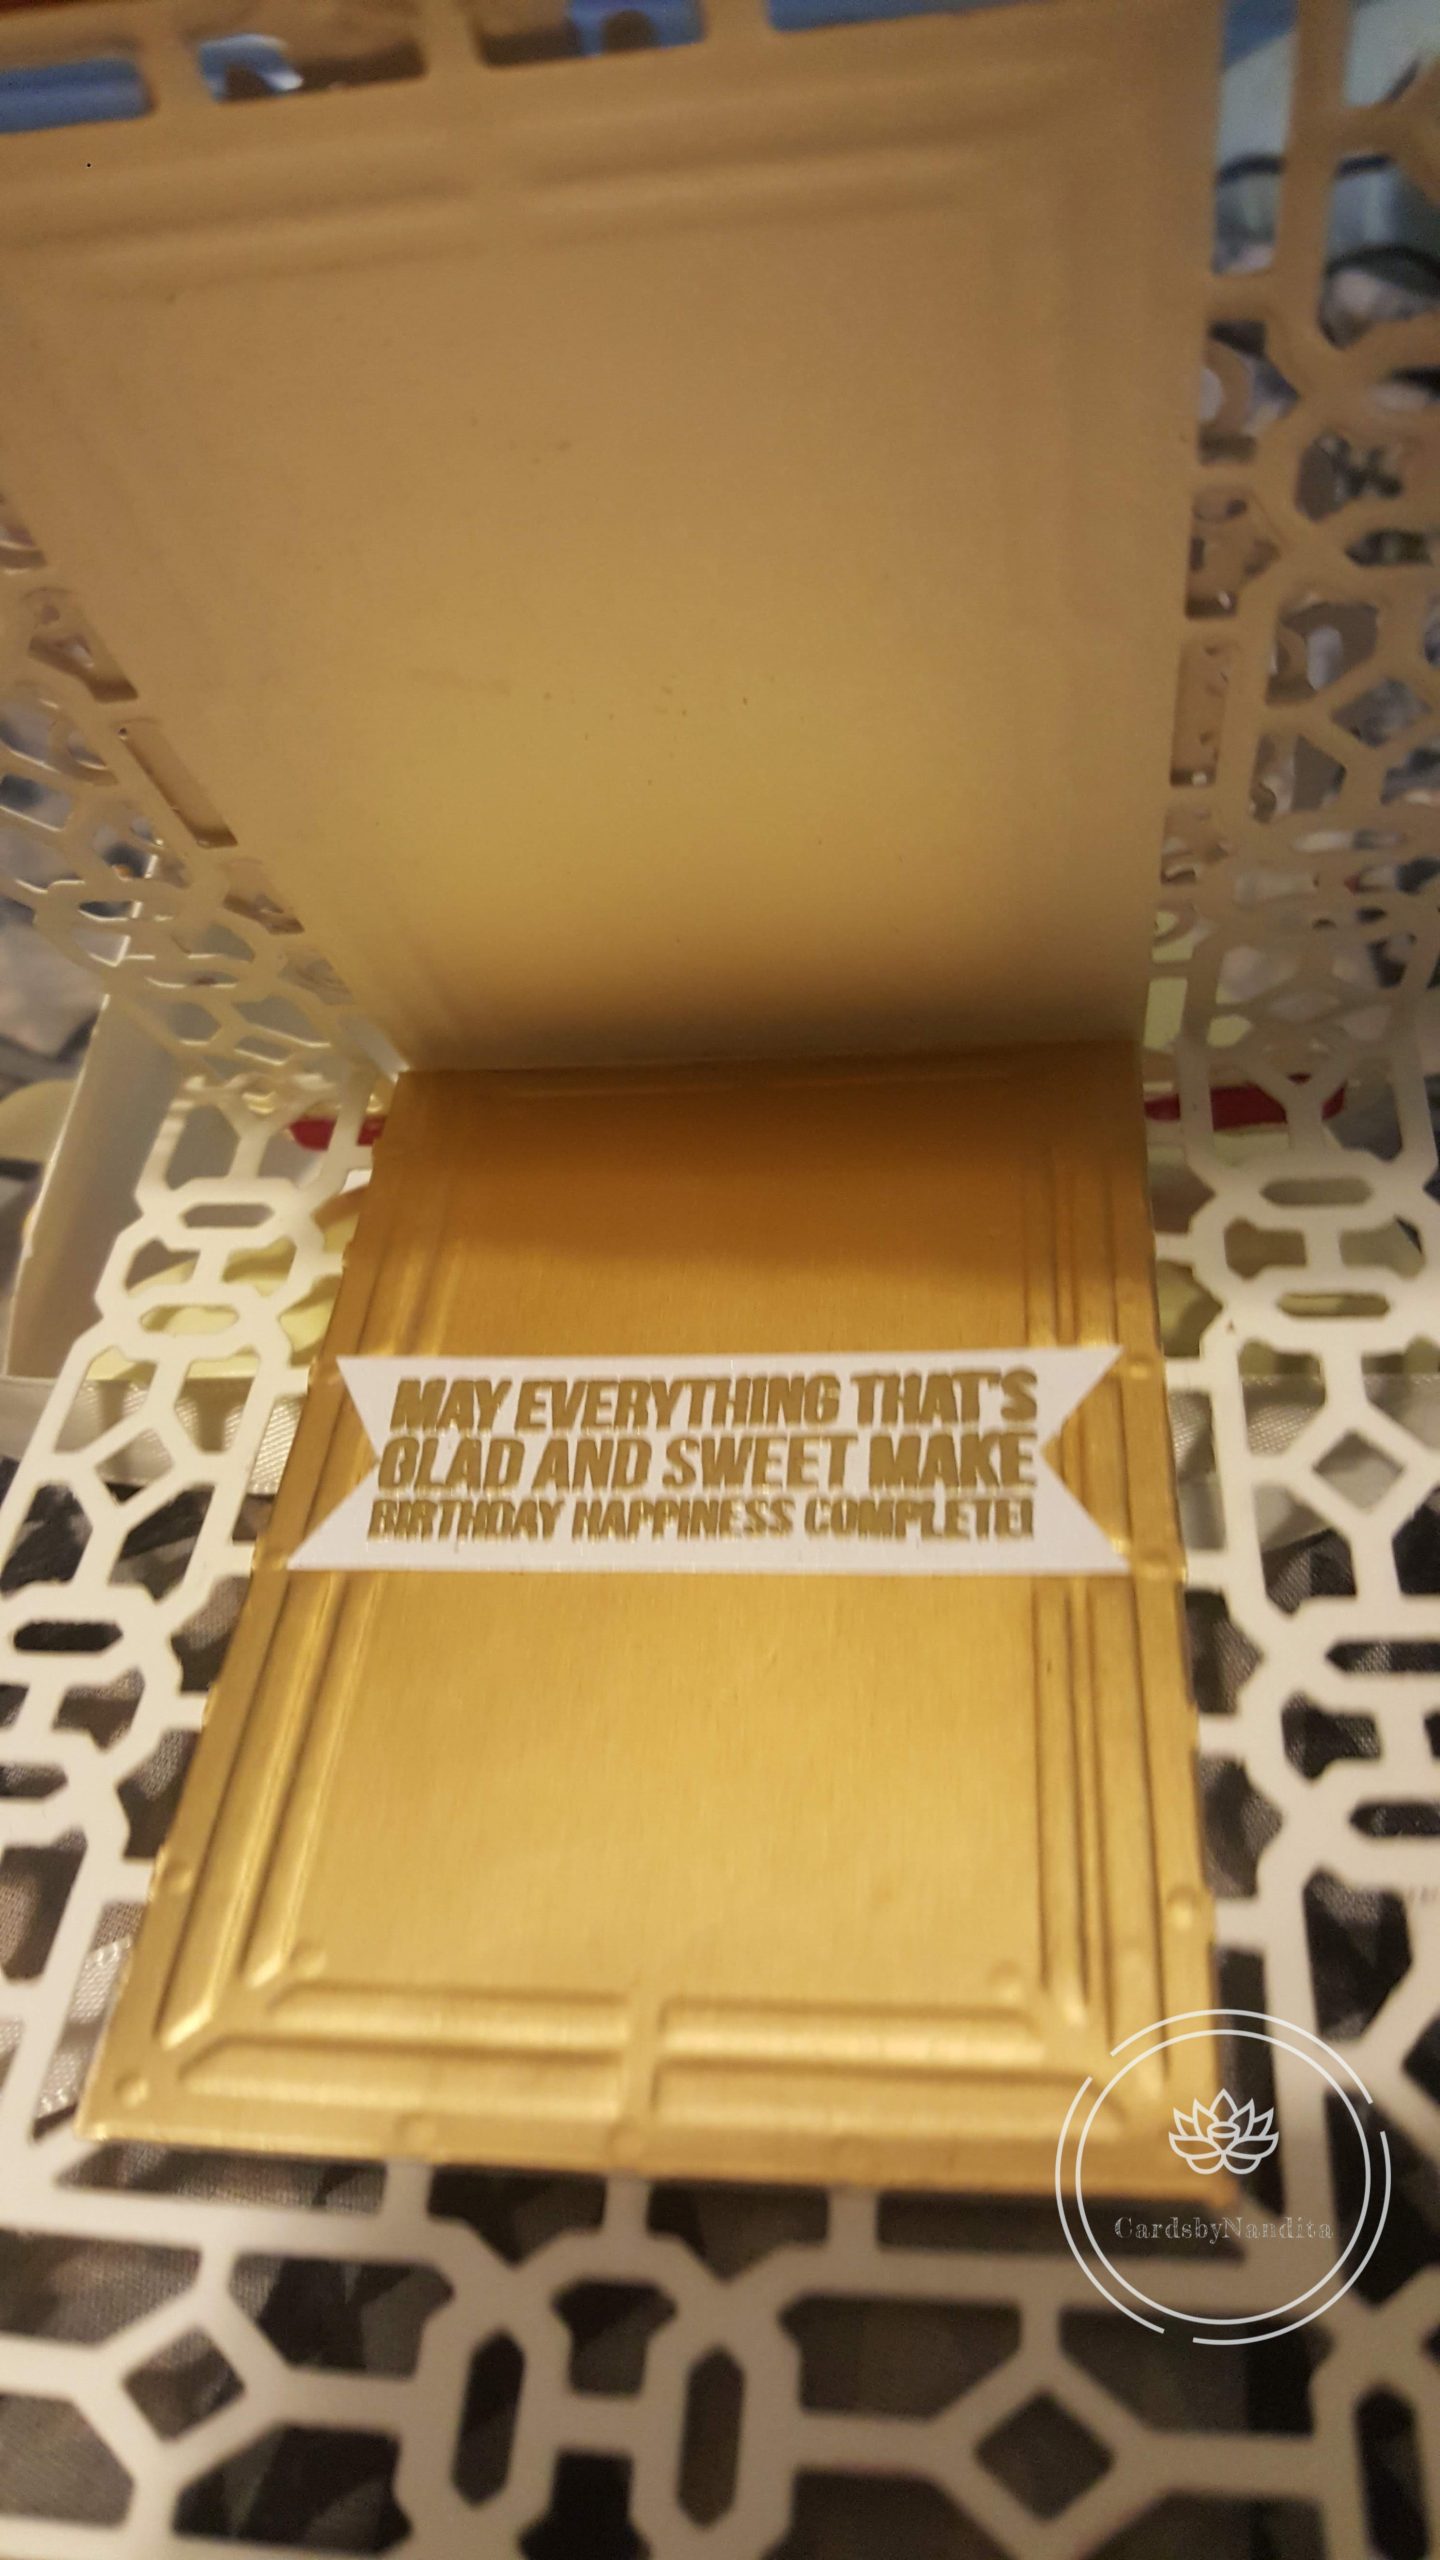 MAY EVERYTHING THAT'S
GLAD AND SWEET MAKE
BIRTHDAY HAPPINESS COMPLETE!
CardsbyNandita